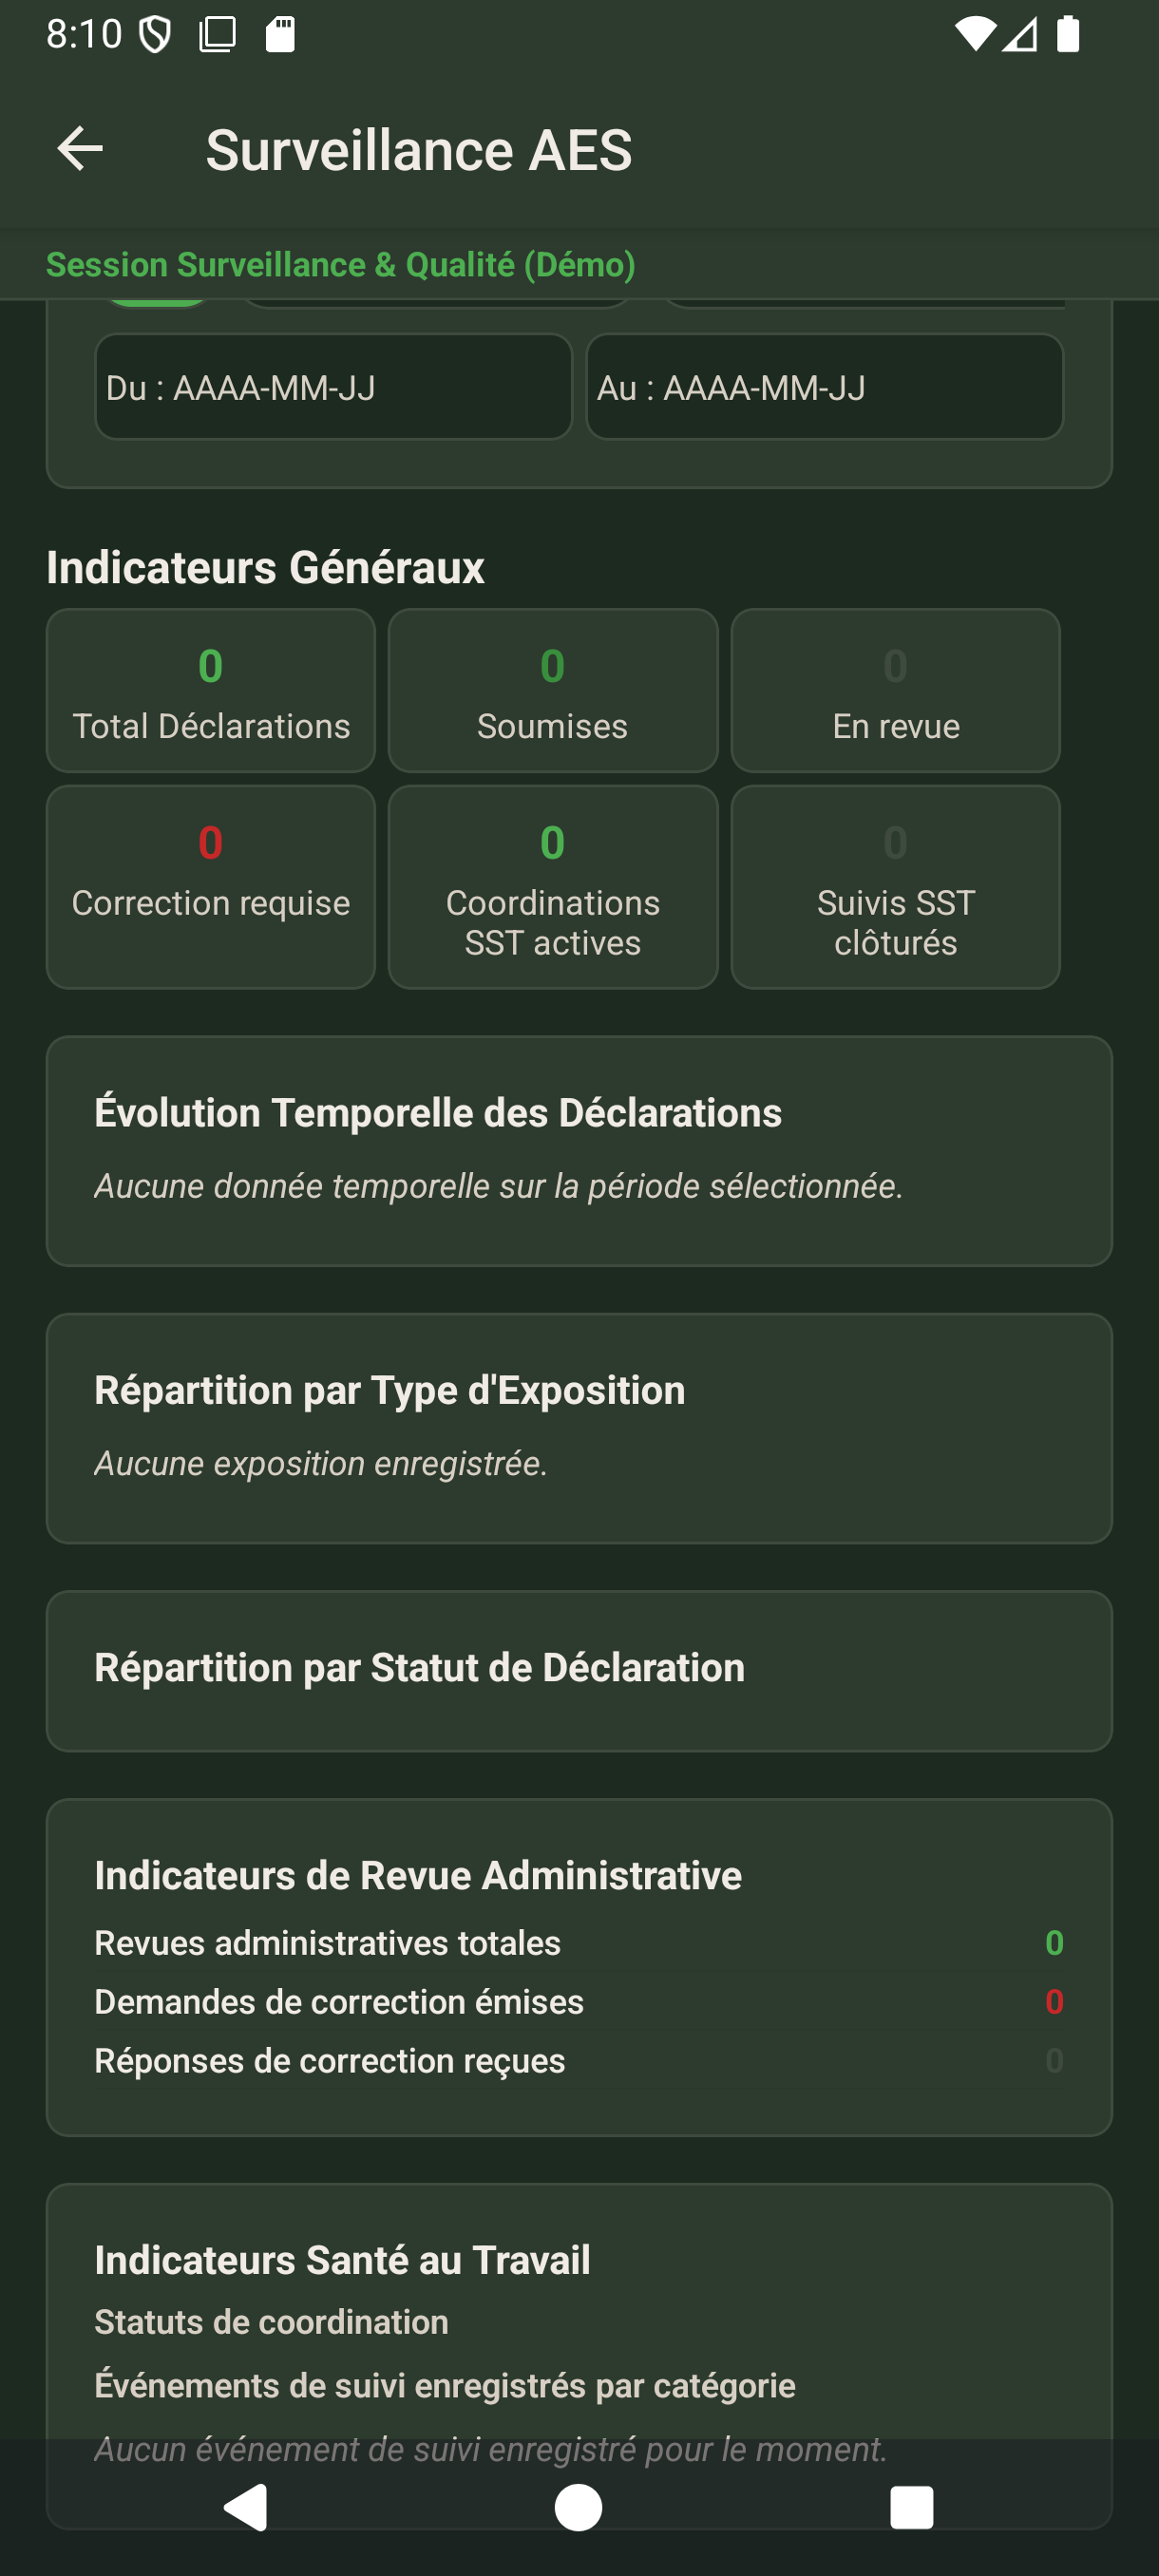 8:10
Surveillance AES
Session Surveillance & Qualité (Démo)
Du : AAAA-MM-JJ
Au : AAAA-MM-JJ
Indicateurs Généraux
0
Total Déclarations
0
Soumises
0
En revue
0
Correction requise
0
Coordinations
SST actives
0
Suivis SST
clôturés
Évolution Temporelle des Déclarations
Aucune donnée temporelle sur la période sélectionnée.
Répartition par Type d'Exposition
Aucune exposition enregistrée.
Répartition par Statut de Déclaration
Indicateurs de Revue Administrative
Revues administratives totales 0
Demandes de correction émises 0
Réponses de correction reçues 0
Indicateurs Santé au Travail
Statuts de coordination
Événements de suivi enregistrés par catégorie
Aucun événement de suivi enregistré pour le moment.